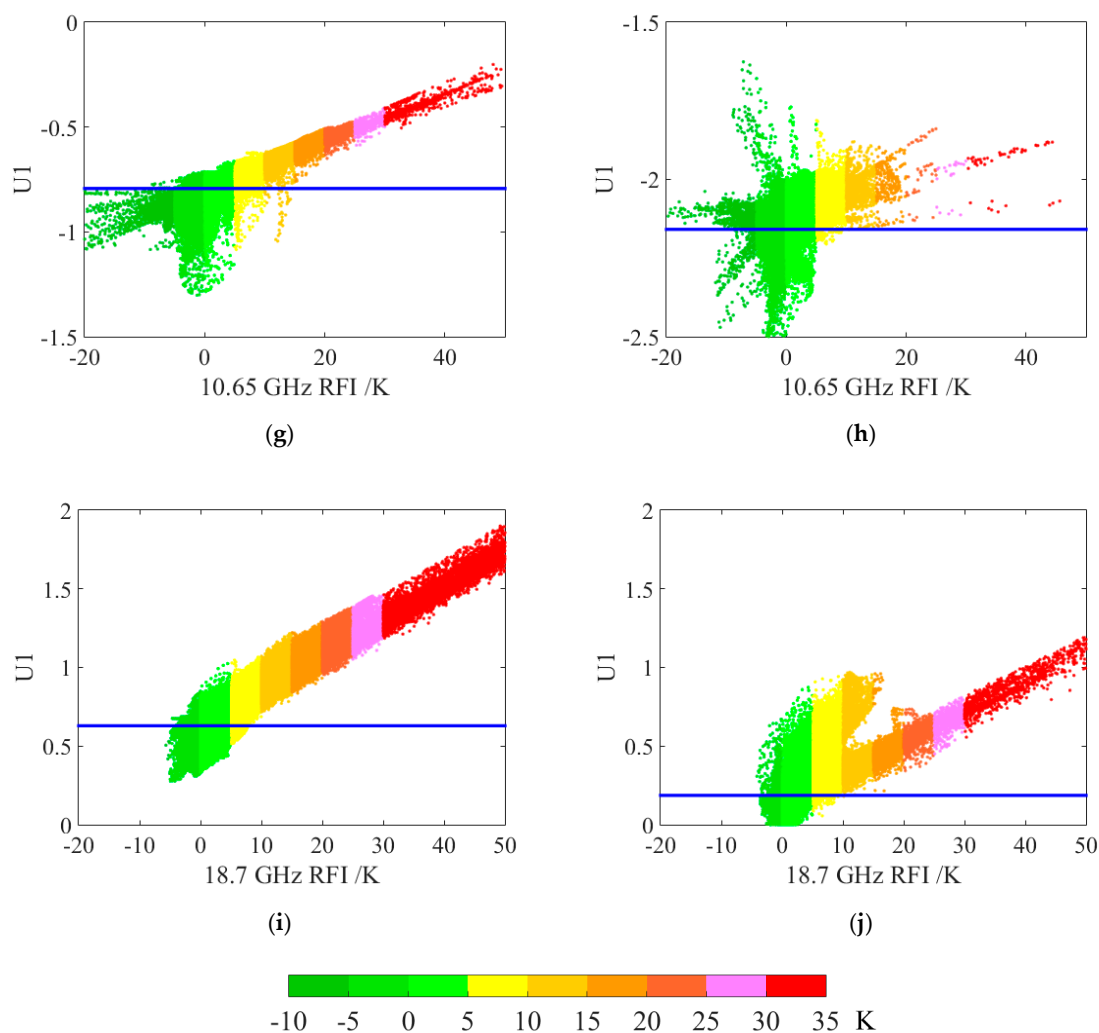 0
-0.5
-1
-1.5
U1
-20 0 20 40
10.65 GHz RFI /K
(g)
-1.5
-2
-2.5
U1
-20 0 20 40
10.65 GHz RFI /K
(h)
2
1.5
1
0.5
0
U1
-20 -10 0 10 20 30 40 50
18.7 GHz RFI /K
(i)
2
1.5
1
0.5
0
U1
-20 -10 0 10 20 30 40 50
18.7 GHz RFI /K
(j)
-10 -5 0 5 10 15 20 25 30 35 K